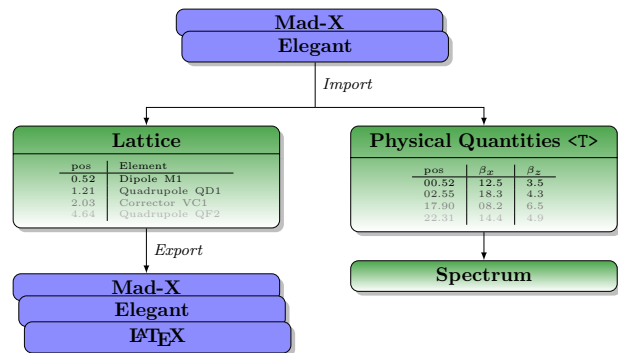 Mad-X
Elegant
Import
Lattice
pos Element
0.52 Dipole M1
1.21 Quadrupole QD1
2.03 Corrector VC1
4.64 Quadrupole QF2
Physical Quantities <T>
pos βx βz
00.52 12.5 3.5
02.55 18.3 4.3
17.90 08.2 6.5
22.31 14.4 4.9
Export
Spectrum
Mad-X
Elegant
LATEX